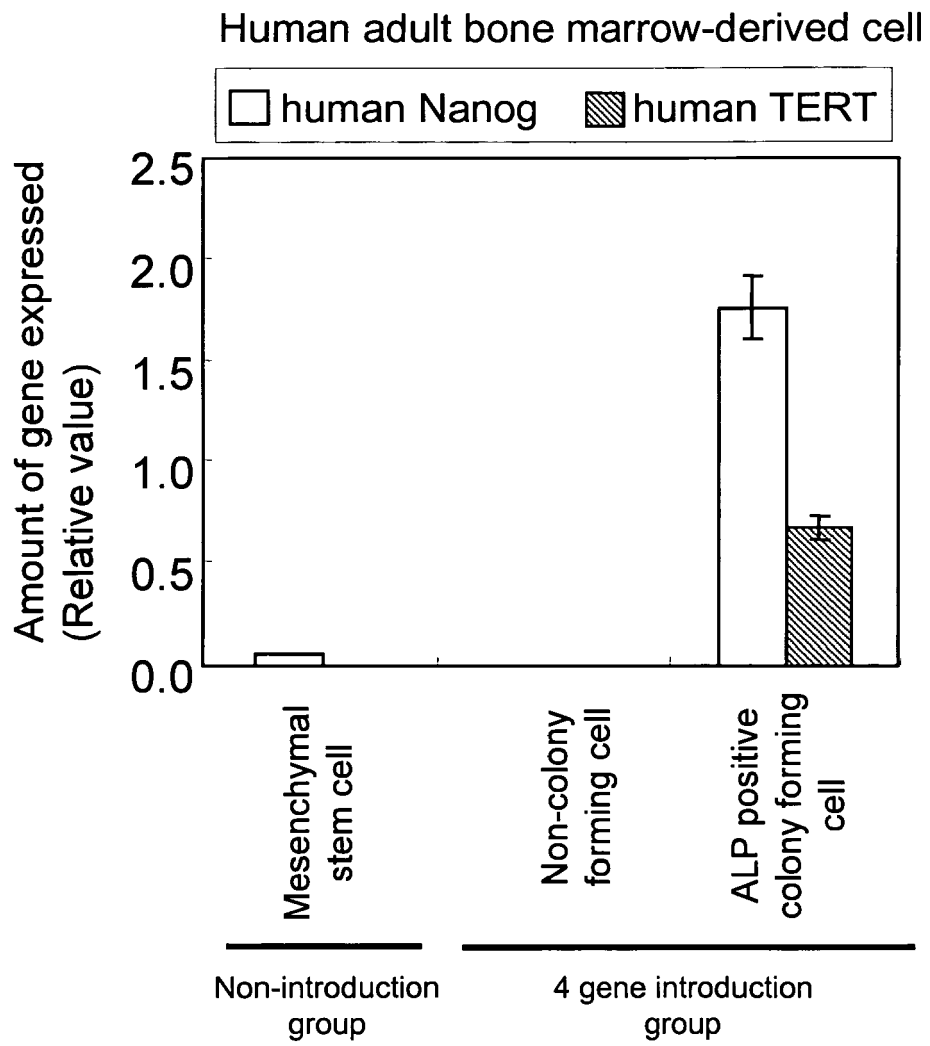 Human adult bone marrow-derived cell
human Nanog human TERT
Amount of gene expressed
(Relative value)
2.5
2.0
1.5
1.0
0.5
0.0
Mesenchymal
stem cell
Non-colony
forming cell
ALP positive
colony forming
cell
Non-introduction
group
4 gene introduction
group